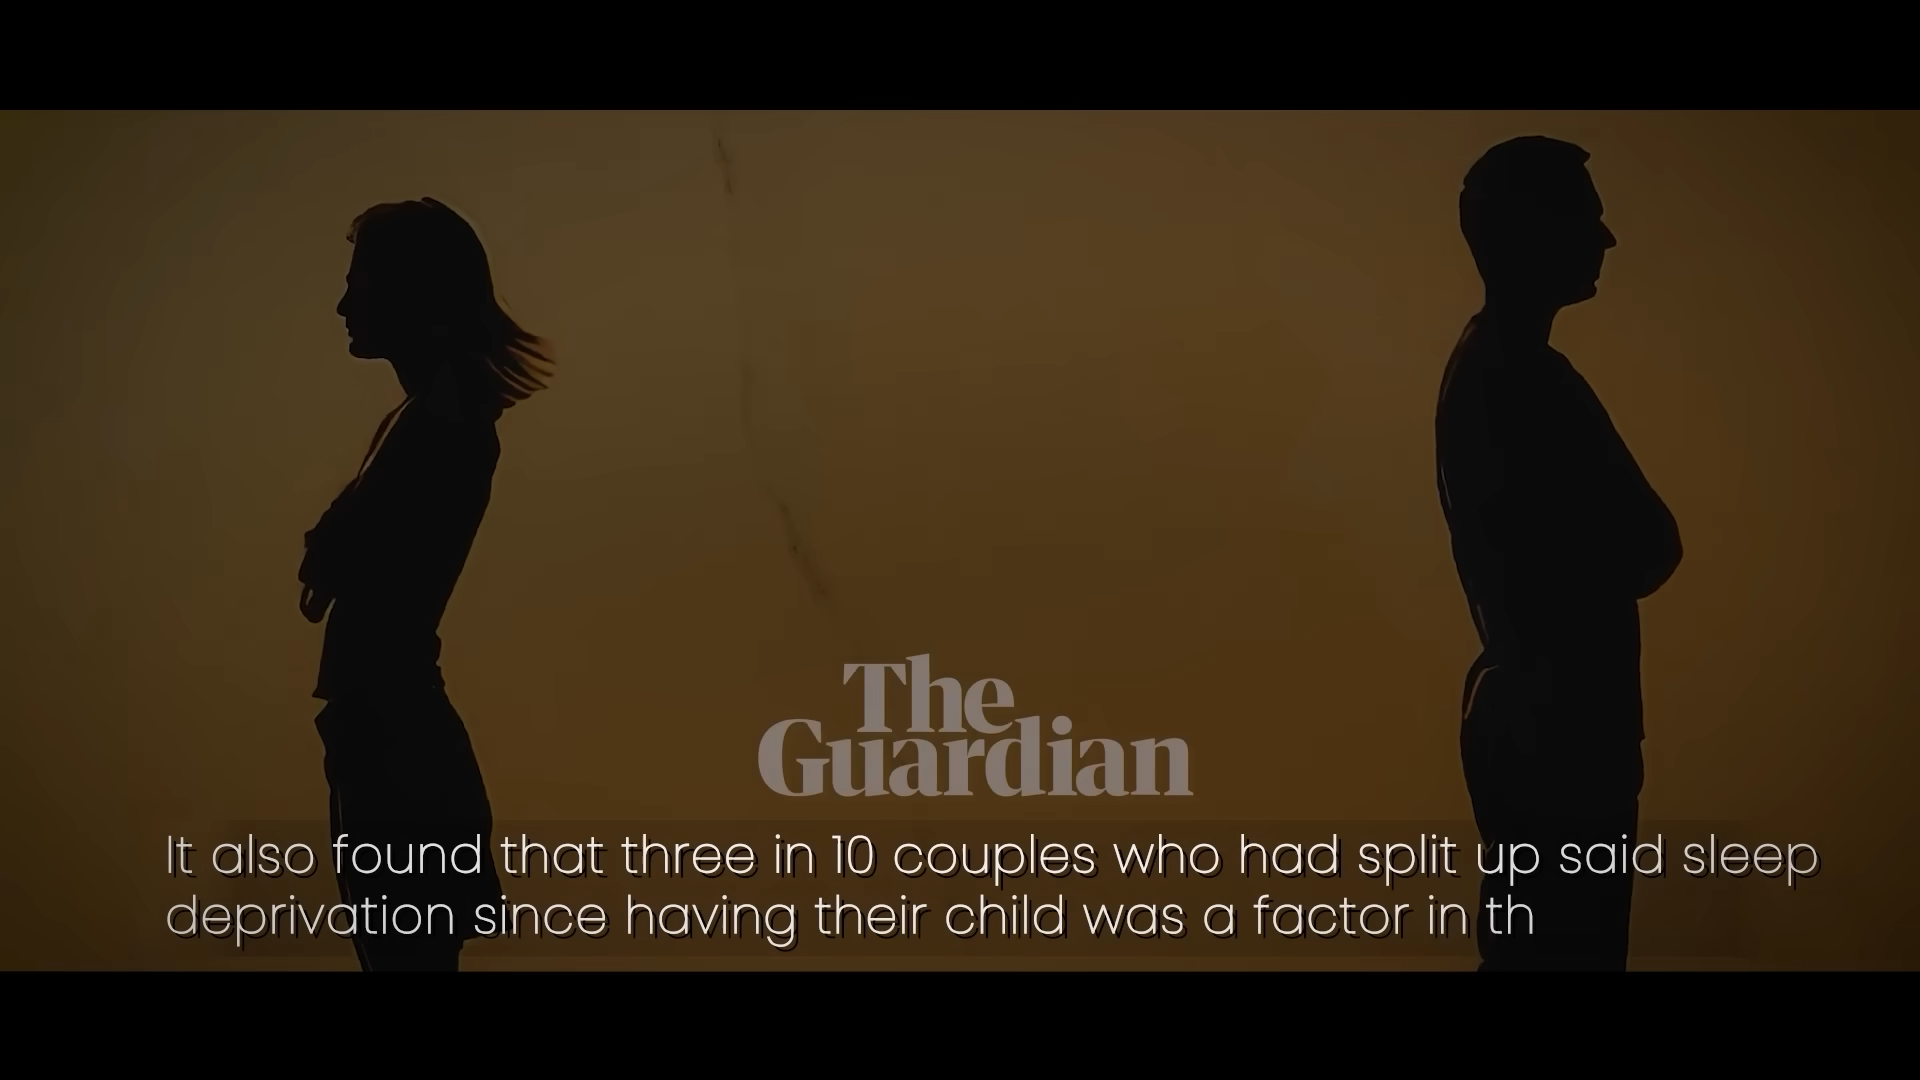 The
Guardian
It also found that three in 10 couples who had split up said sleep
deprivation since having their child was a factor in th